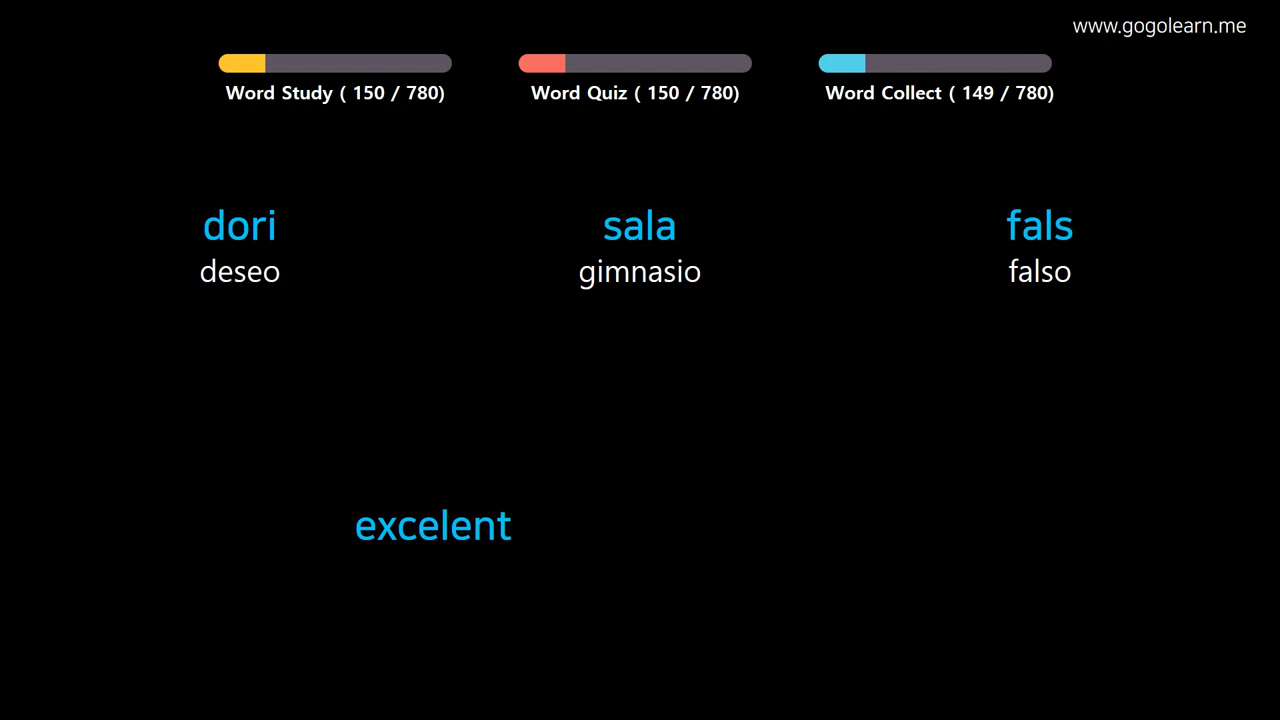 www.gogolearn.me
Word Study ( 150 / 780)
Word Quiz ( 150 / 780)
Word Collect ( 149 / 780)
dori
sala
fals
deseo
gimnasio
falso
excelent